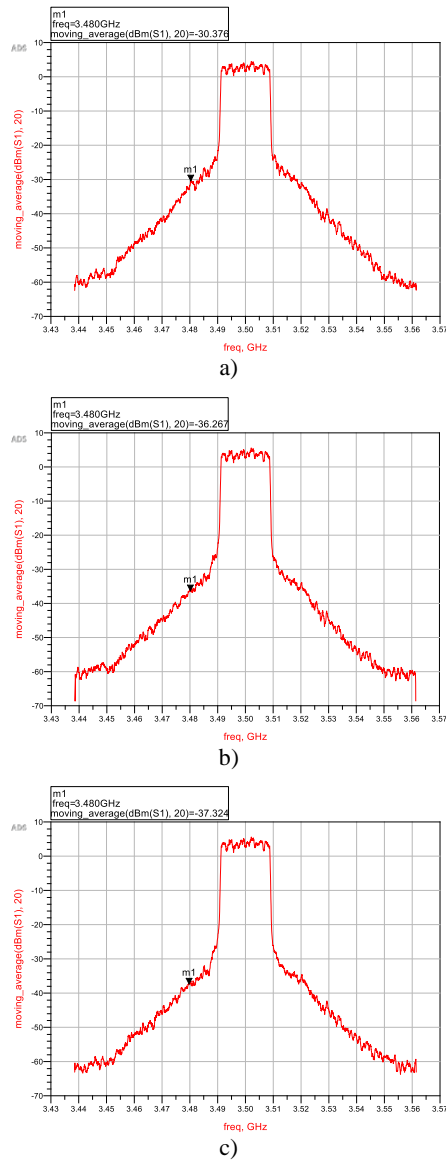 m1
freq=3.480GHz
moving_average(dBm(S1), 20)=-30.376
ADS
10
0
-10
-20
-30
-40
-50
-60
-70
moving_average(dBm(S1), 20)
m1
3.43 3.44 3.45 3.46 3.47 3.48 3.49 3.50 3.51 3.52 3.53 3.54 3.55 3.56 3.57
freq, GHz
a)
m1
freq=3.480GHz
moving_average(dBm(S1), 20)=-36.267
ADS
10
0
-10
-20
-30
-40
-50
-60
-70
moving_average(dBm(S1), 20)
m1
3.43 3.44 3.45 3.46 3.47 3.48 3.49 3.50 3.51 3.52 3.53 3.54 3.55 3.56 3.57
freq, GHz
b)
m1
freq=3.480GHz
moving_average(dBm(S1), 20)=-37.324
ADS
10
0
-10
-20
-30
-40
-50
-60
-70
moving_average(dBm(S1), 20)
m1
3.43 3.44 3.45 3.46 3.47 3.48 3.49 3.50 3.51 3.52 3.53 3.54 3.55 3.56 3.57
freq, GHz
c)